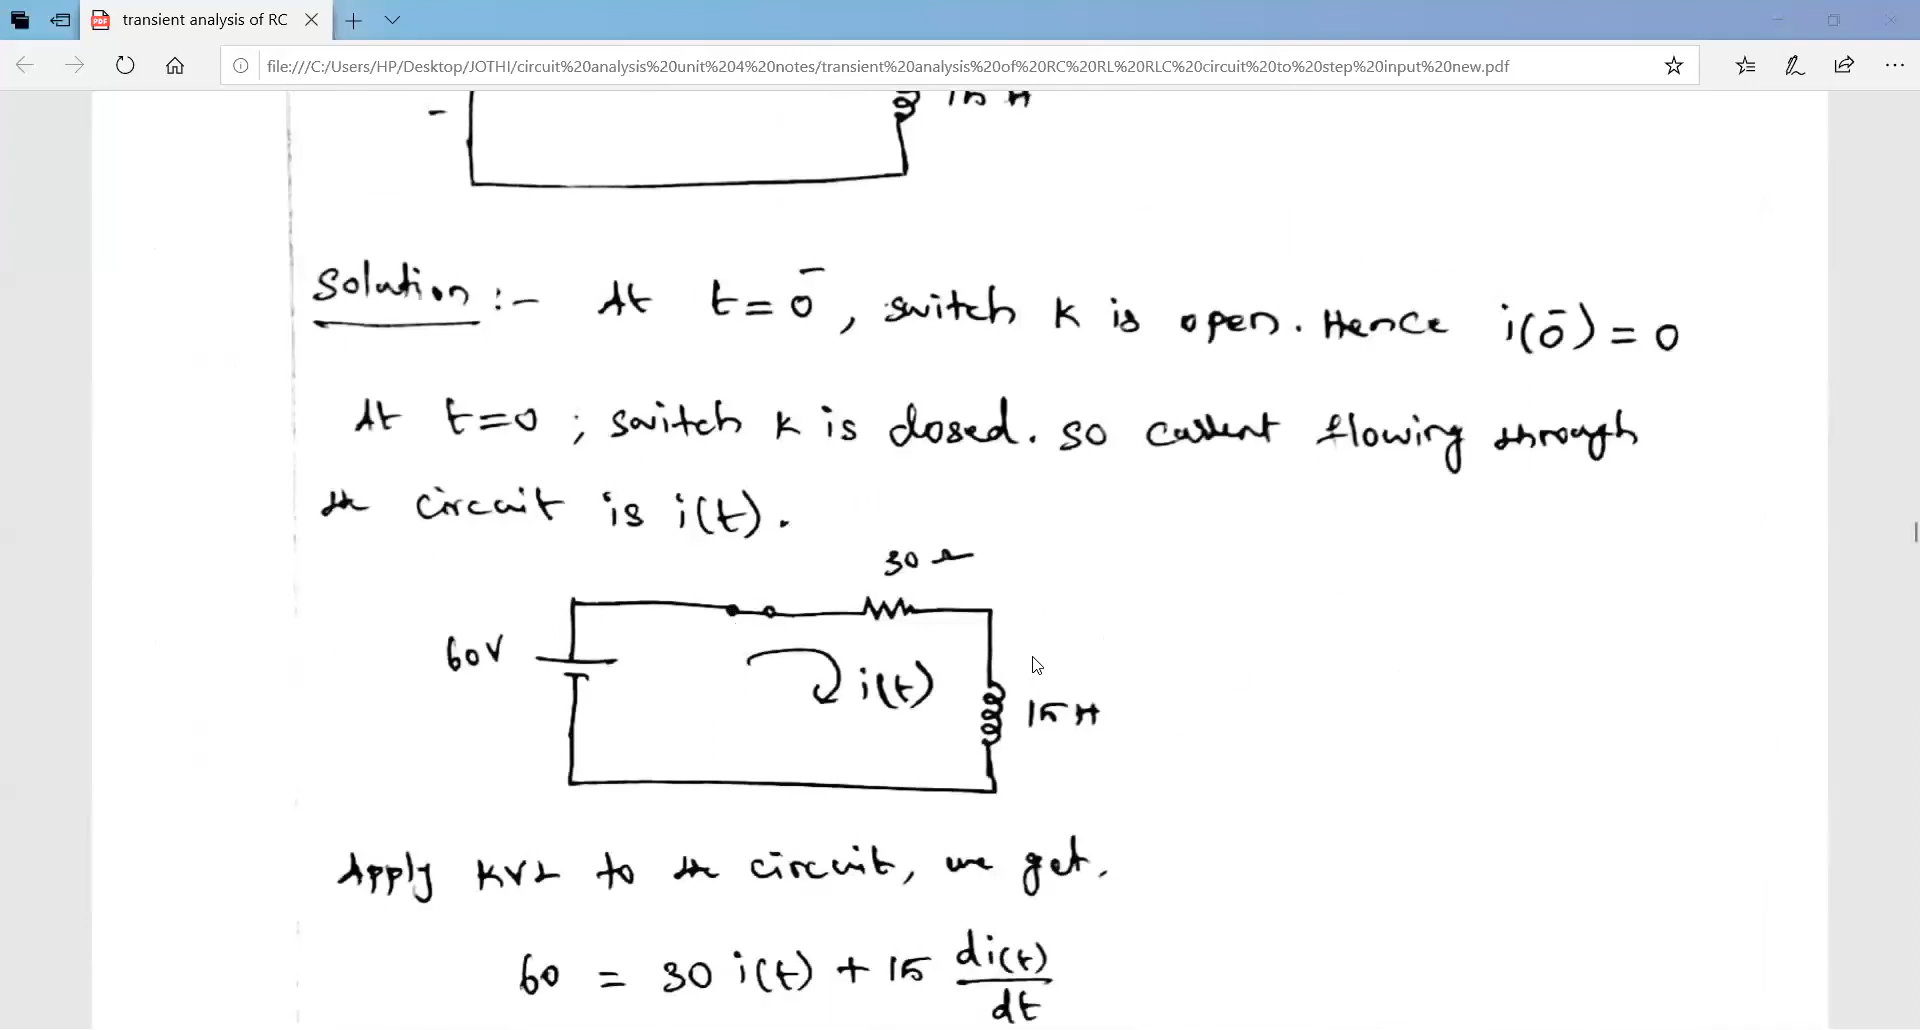 transient analysis of RC
file:///C:/Users/HP/Desktop/JOTHI/circuit%20analysis%20unit%204%20notes/transient%20analysis%20of%20RC%20RL%20RLC%20circuit%20to%20step%20input%20new.pdf
15 H
Solution :- At t = 0⁻, switch K is open. Hence i(0⁻) = 0
At t=0 ; switch K is closed. So current flowing through
the circuit is i(t).
30 Ω
60V
i(t)
15 H
Apply KVL to the circuit, we get,
60 = 30 i(t) + 15 di(t)/dt